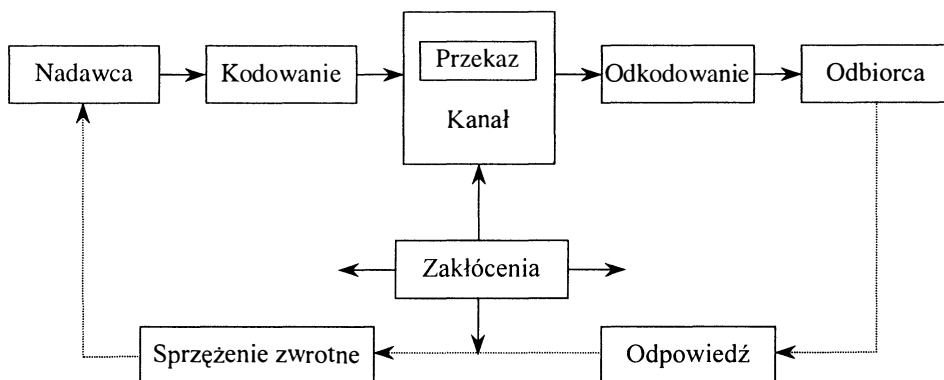 Nadawca
Kodowanie
Przekaz
Kanał
Odkodowanie
Odbiorca
Zakłócenia
Sprzężenie zwrotne
Odpowiedź